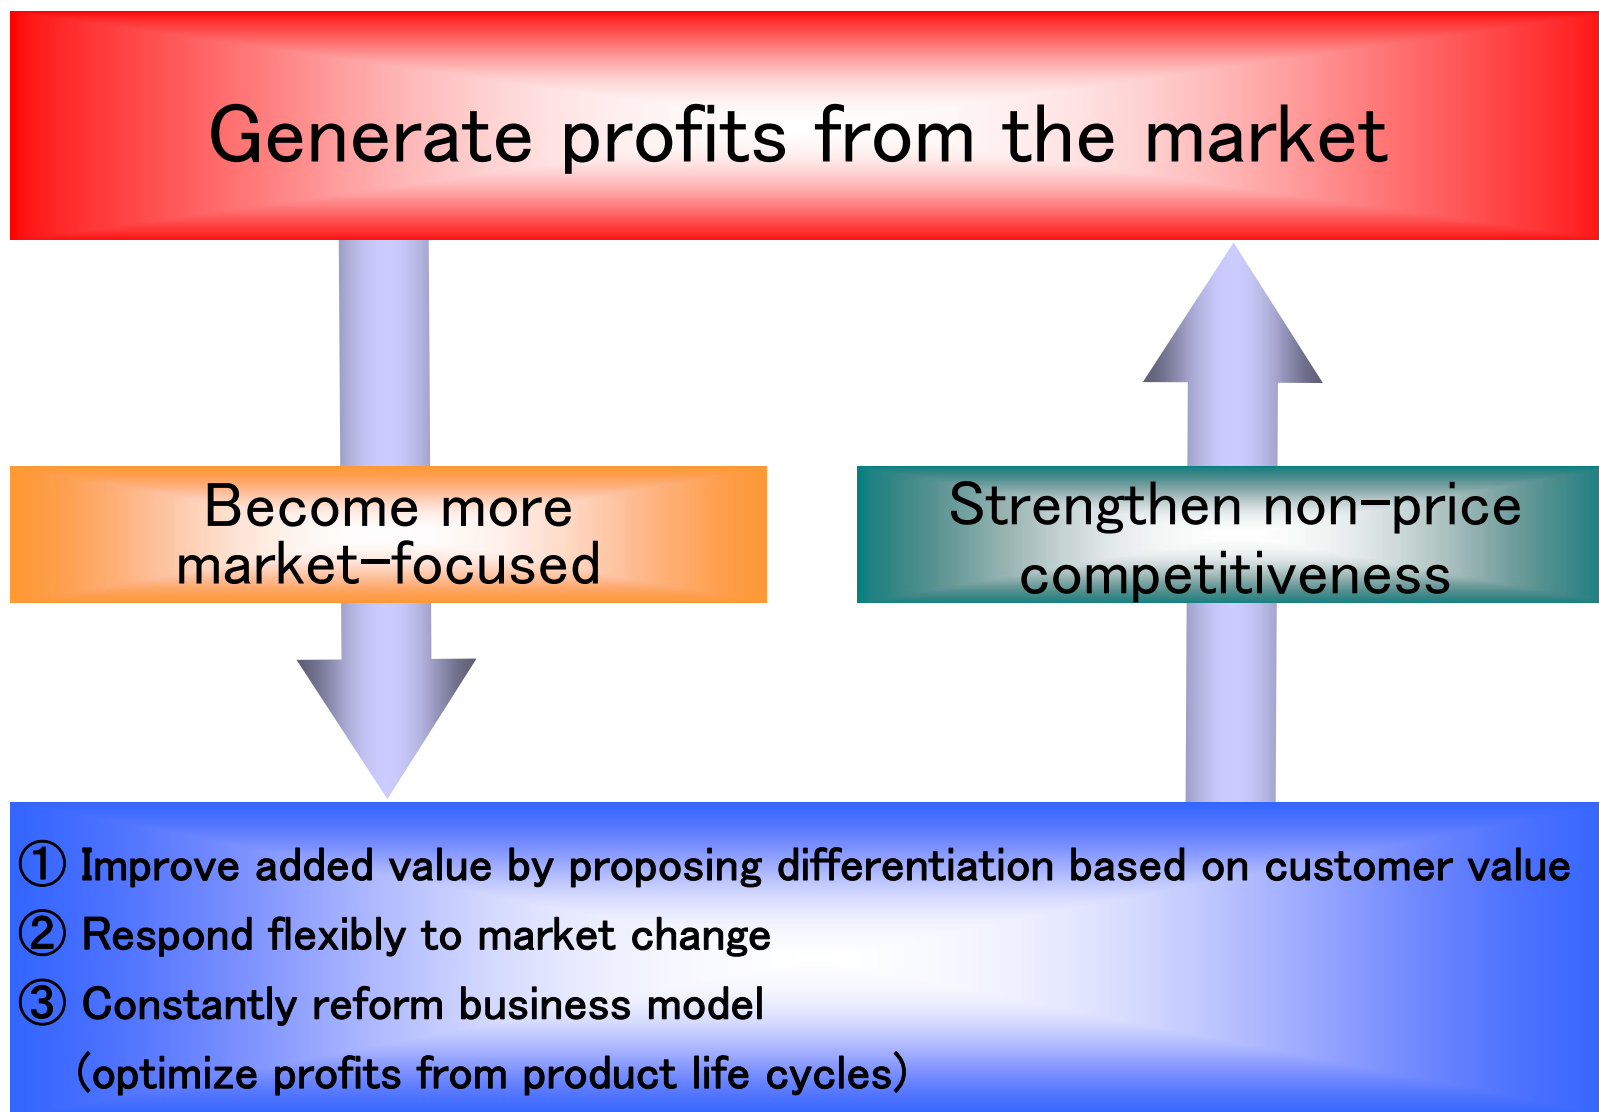 Generate profits from the market
Become more
market-focused
Strengthen non-price
competitiveness
① Improve added value by proposing differentiation based on customer value
② Respond flexibly to market change
③ Constantly reform business model
(optimize profits from product life cycles)